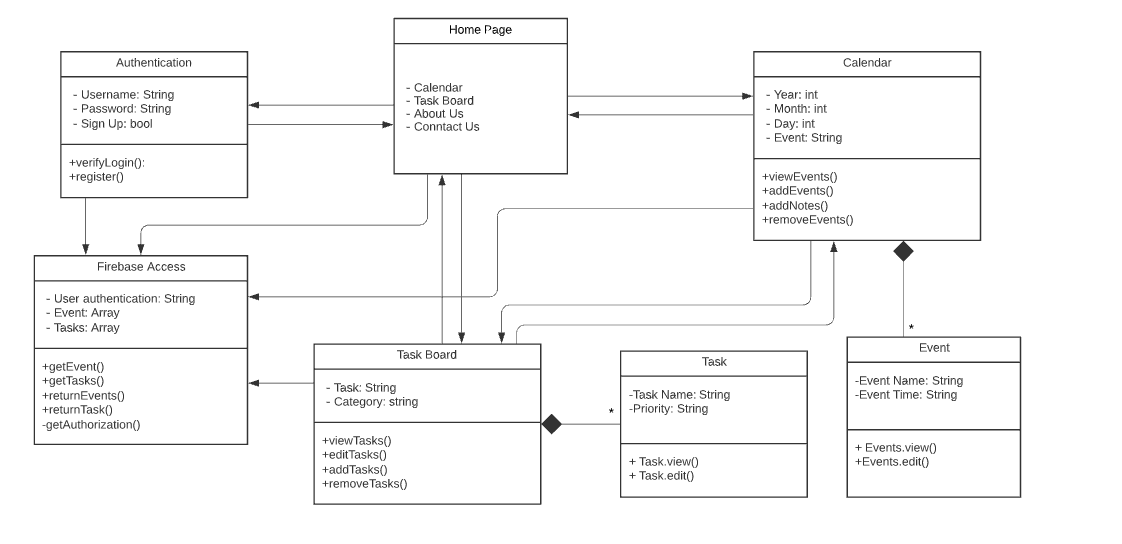 Home Page
- Calendar
- Task Board
- About Us
- Conntact Us
Authentication
- Username: String
- Password: String
- Sign Up: bool
+verifyLogin():
+register()
Calendar
- Year: int
- Month: int
- Day: int
- Event: String
+viewEvents()
+addEvents()
+addNotes()
+removeEvents()
Firebase Access
- User authentication: String
- Event: Array
- Tasks: Array
+getEvent()
+getTasks()
+returnEvents()
+returnTask()
-getAuthorization()
Task Board
- Task: String
- Category: string
+viewTasks()
+editTasks()
+addTasks()
+removeTasks()
*
Task
-Task Name: String
-Priority: String
+ Task.view()
+ Task.edit()
*
Event
-Event Name: String
-Event Time: String
+ Events.view()
+Events.edit()